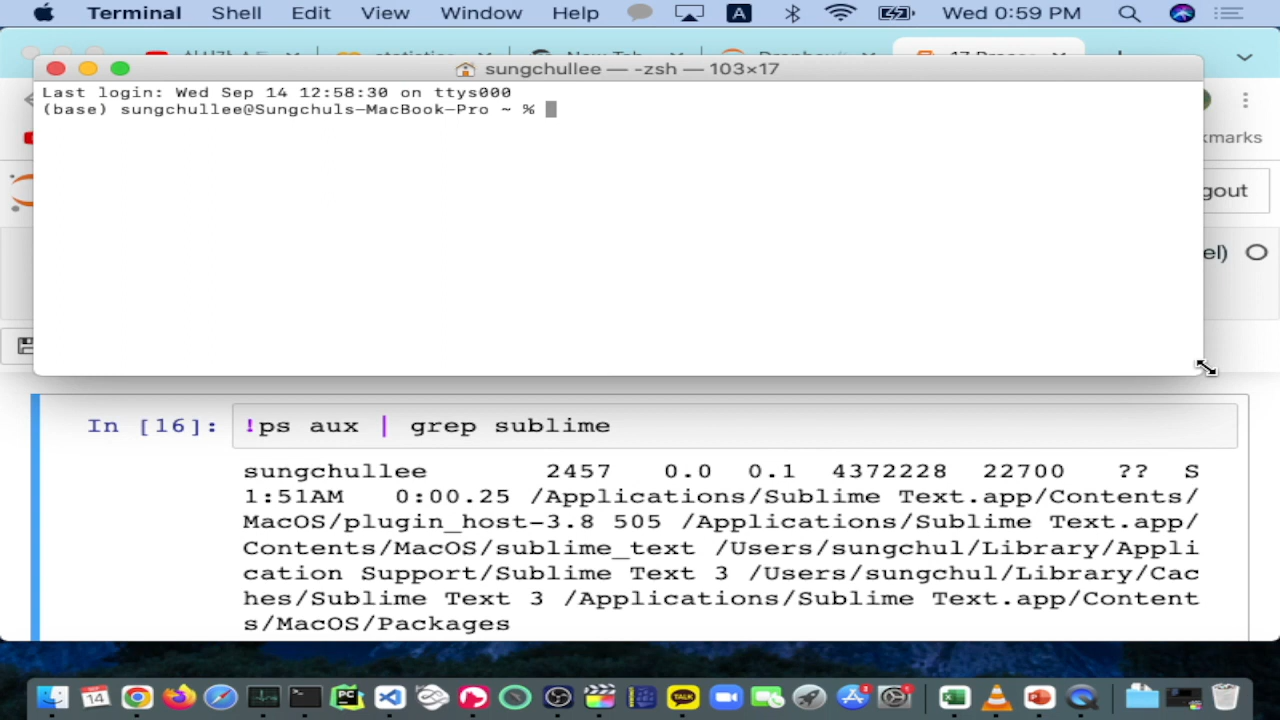 Terminal Shell Edit View Window Help A Wed 0:59 PM
sungchullee — -zsh — 103×17
Last login: Wed Sep 14 12:58:30 on ttys000
(base) sungchullee@Sungchuls-MacBook-Pro ~ %
kmarks
gout
el)
In [16]: !ps aux | grep sublime
sungchullee 2457 0.0 0.1 4372228 22700 ?? S
1:51AM 0:00.25 /Applications/Sublime Text.app/Contents/
MacOS/plugin_host-3.8 505 /Applications/Sublime Text.app/
Contents/MacOS/sublime_text /Users/sungchul/Library/Appli
cation Support/Sublime Text 3 /Users/sungchul/Library/Cac
hes/Sublime Text 3 /Applications/Sublime Text.app/Content
s/MacOS/Packages
SEP 14 PC TALK